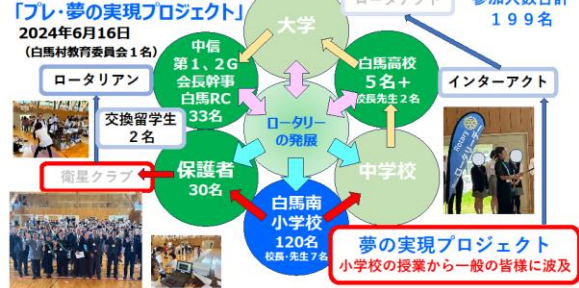 「プレ・夢の実現プロジェクト」
2024年6月16日
（白馬村教育委員会1名）
大学
ロータアクト
参加人数合計
199名
中信
第1、2G
会長幹事
白馬RC
33名
白馬高校
5名＋
校長先生2名
ロータリアン
インターアクト
交換留学生
2名
ロータリー
の発展
衛星クラブ
保護者
30名
中学校
白馬南
小学校
120名
校長・先生7名
Rotary
夢の実現プロジェクト
小学校の授業から一般の皆様に波及